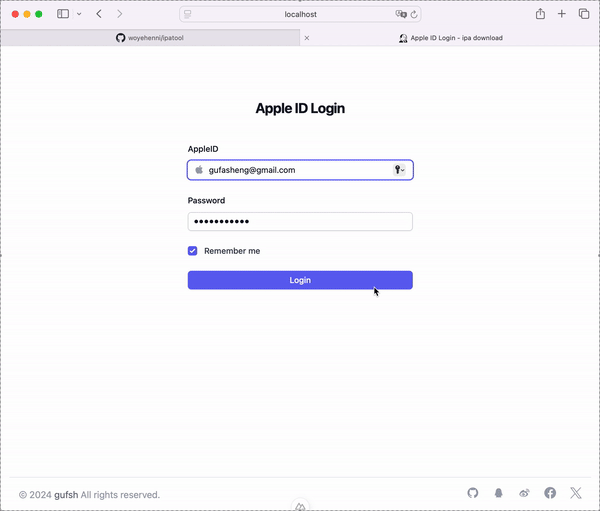 localhost
woyehenni/ipatool
Apple ID Login - ipa download
Apple ID Login
AppleID
gufasheng@gmail.com
Password
Remember me
Login
© 2024 gufsh All rights reserved.